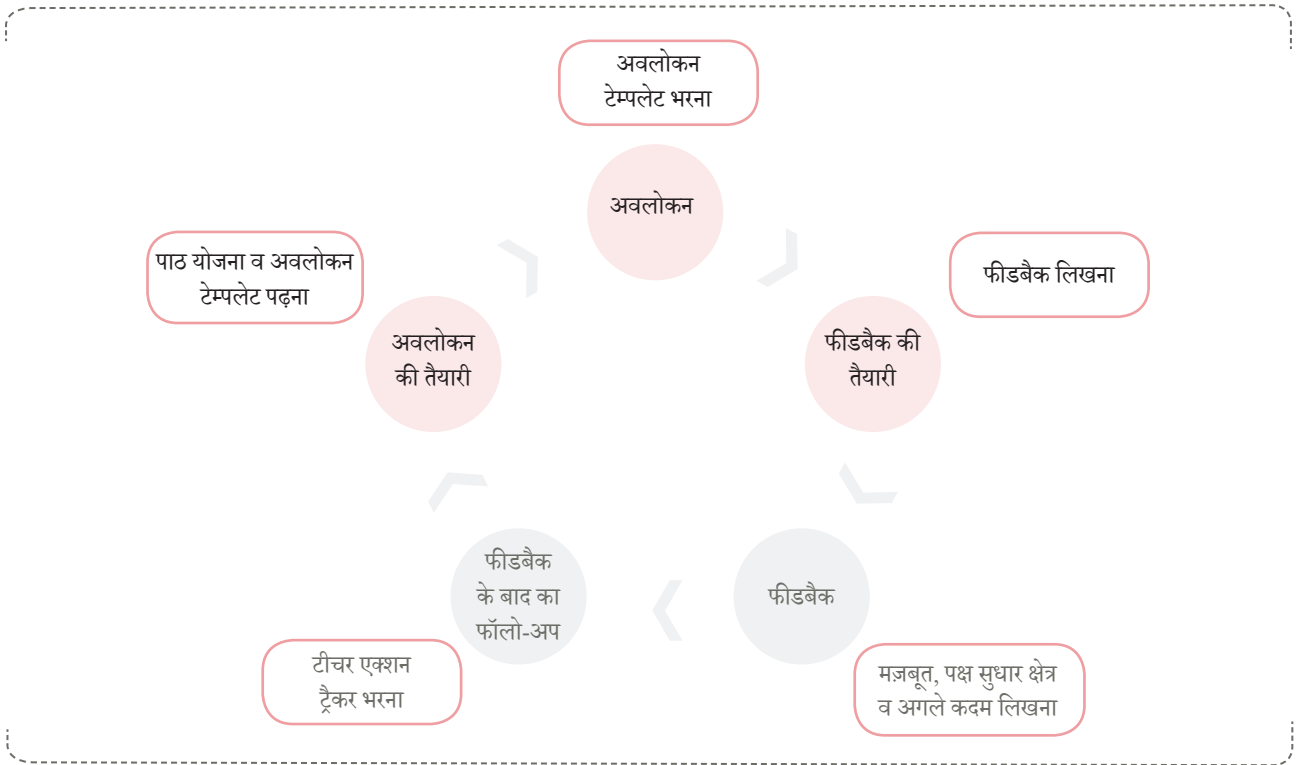 अवलोकन
टेम्पलेट भरना
अवलोकन
पाठ योजना व अवलोकन
टेम्पलेट पढ़ना
फीडबैक लिखना
अवलोकन
की तैयारी
फीडबैक की
तैयारी
फीडबैक
के बाद का
फॉलो-अप
फीडबैक
टीचर एक्शन
ट्रैकर भरना
मज़बूत, पक्ष सुधार क्षेत्र
व अगले कदम लिखना